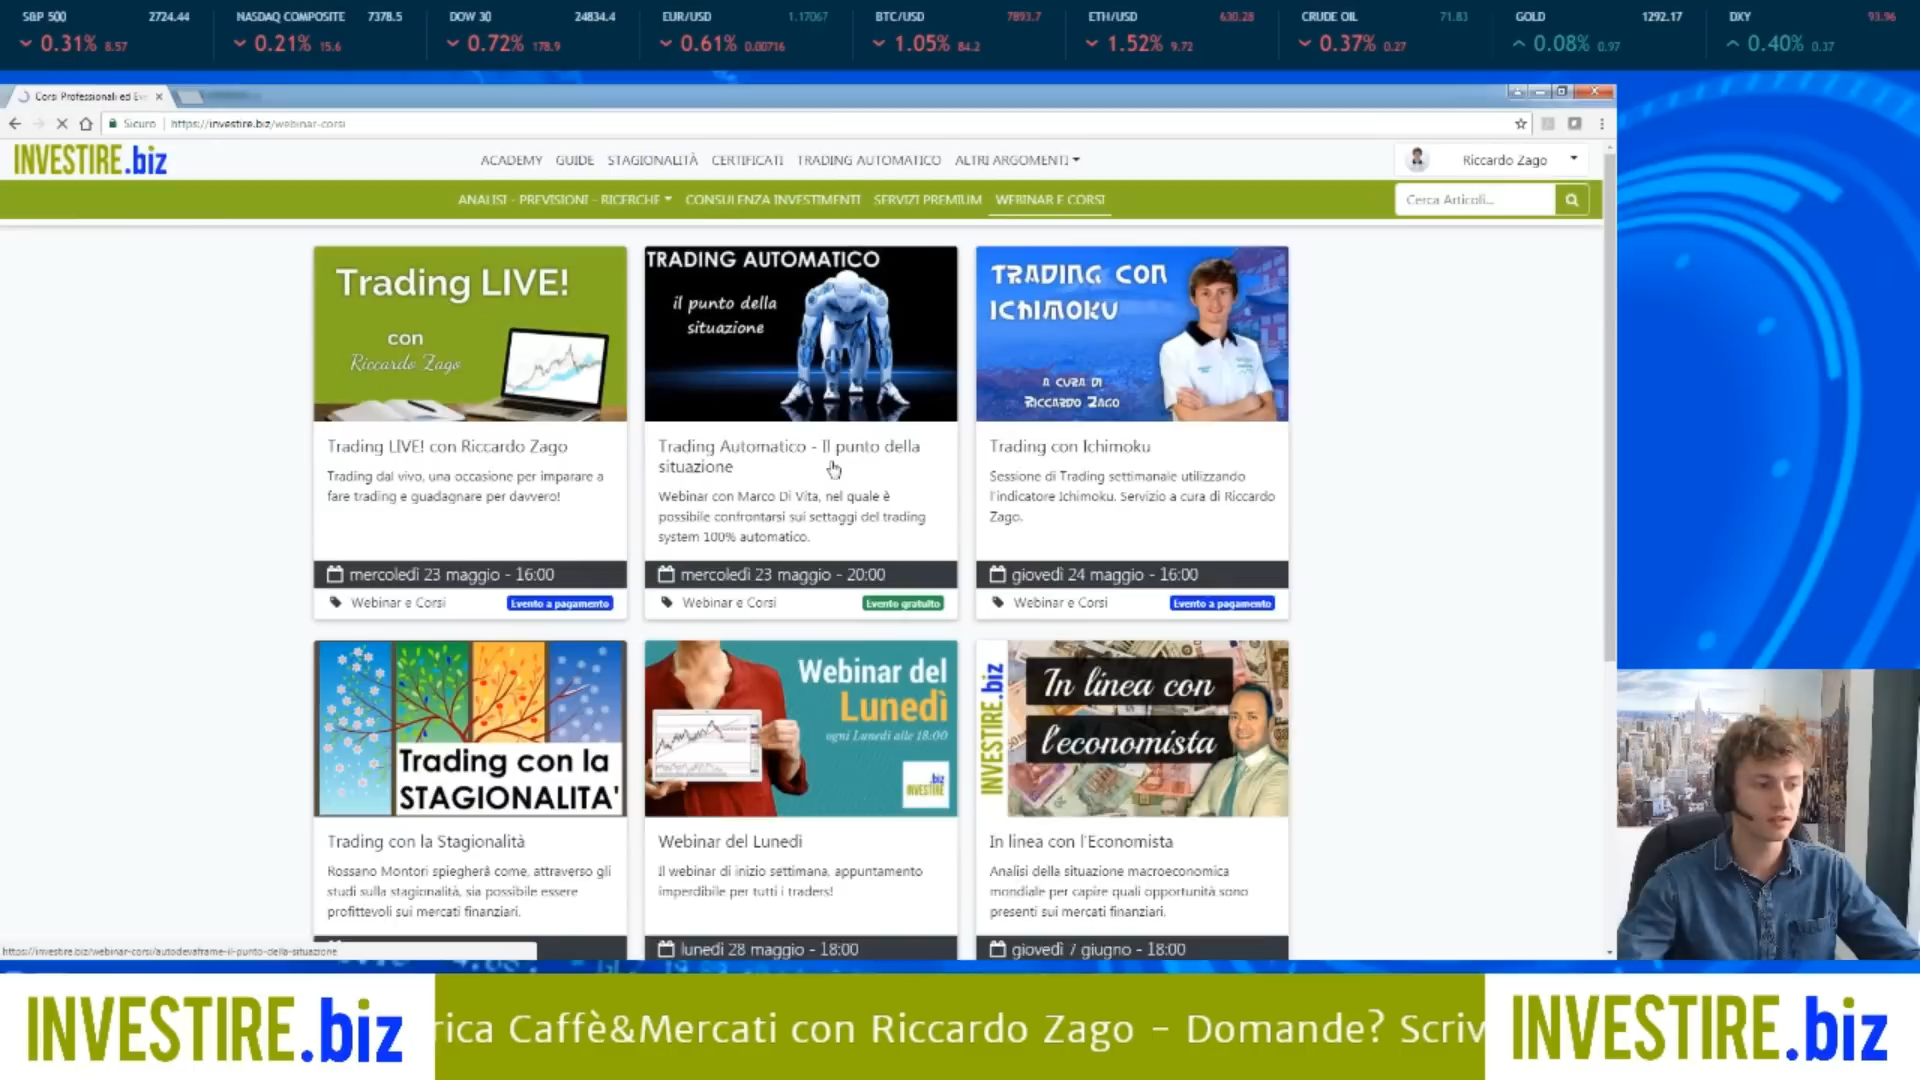 S&P 500 2724.44
0.31% 8.57
NASDAQ COMPOSITE 7378.5
0.21% 15.6
DOW 30 24834.4
0.72% 178.9
EUR/USD 1.17067
0.61% 0.00716
BTC/USD 7893.7
1.05% 84.2
ETH/USD 630.28
1.52% 9.72
CRUDE OIL 71.83
0.37% 0.27
GOLD 1292.17
0.08% 0.97
DXY 93.96
0.40% 0.37
Corsi Professionali ed Eve
Sicuro https://investire.biz/webinar-corsi
INVESTIRE.biz
ACADEMY GUIDE STAGIONALITÀ CERTIFICATI TRADING AUTOMATICO ALTRI ARGOMENTI
Riccardo Zago
ANALISI - PREVISIONI - RICERCHE CONSULENZA INVESTIMENTI SERVIZI PREMIUM WEBINAR E CORSI
Cerca Articoli...
Trading LIVE!
con
Riccardo Zago
Trading LIVE! con Riccardo Zago
Trading dal vivo, una occasione per imparare a
fare trading e guadagnare per davvero!
mercoledì 23 maggio - 16:00
Webinar e Corsi Evento a pagamento
TRADING AUTOMATICO
il punto della
situazione
Trading Automatico - Il punto della
situazione
Webinar con Marco Di Vita, nel quale è
possibile confrontarsi sui settaggi del trading
system 100% automatico.
mercoledì 23 maggio - 20:00
Webinar e Corsi Evento gratuito
TRADING CON
ICHIMOKU
A CURA DI
RICCARDO ZAGO
Trading con Ichimoku
Sessione di Trading settimanale utilizzando
l'indicatore Ichimoku. Servizio a cura di Riccardo
Zago.
giovedì 24 maggio - 16:00
Webinar e Corsi Evento a pagamento
Trading con la
STAGIONALITA'
Trading con la Stagionalità
Rossano Montori spiegherà come, attraverso gli
studi sulla stagionalità, sia possibile essere
profittevoli sui mercati finanziari.
Webinar del
Lunedì
ogni Lunedì alle 18:00
.biz
INVESTIRE
Webinar del Lunedì
Il webinar di inizio settimana, appuntamento
imperdibile per tutti i traders!
lunedì 28 maggio - 18:00
INVESTIRE.biz
In linea con
l'economista
In linea con l'Economista
Analisi della situazione macroeconomica
mondiale per capire quali opportunità sono
presenti sui mercati finanziari.
giovedì 7 giugno - 18:00
https://investire.biz/webinar-corsi/autodevaframe-il-punto-della-situazione
INVESTIRE.biz
rica Caffè&Mercati con Riccardo Zago - Domande? Scriv
INVESTIRE.biz